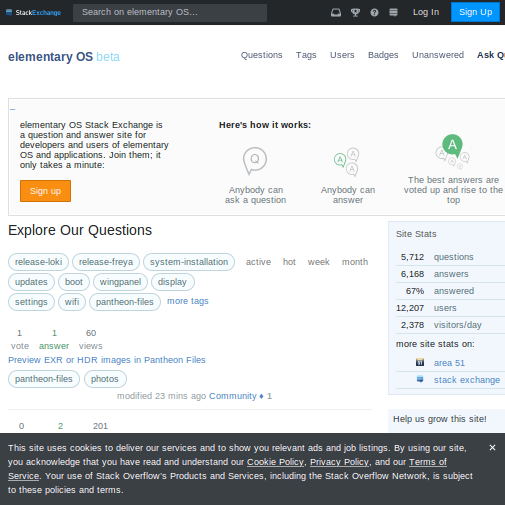 StackExchange
Search on elementary OS…
Log In
Sign Up
elementary OS beta
Questions Tags Users Badges Unanswered Ask Q
elementary OS Stack Exchange is
a question and answer site for
developers and users of elementary
OS and applications. Join them; it
only takes a minute:
Sign up
Here's how it works:
Q
Anybody can
ask a question
A
A
A
Anybody can
answer
A
A
A
A
The best answers are
voted up and rise to the
top
Explore Our Questions
release-loki release-freya system-installation active hot week month
updates boot wingpanel display
settings wifi pantheon-files more tags
1 1 60
vote answer views
Preview EXR or HDR images in Pantheon Files
pantheon-files photos
modified 23 mins ago Community ♦ 1
0 2 201
Site Stats
5,712 questions
6,168 answers
67% answered
12,207 users
2,378 visitors/day
more site stats on:
area 51
stack exchange
Help us grow this site!
This site uses cookies to deliver our services and to show you relevant ads and job listings. By using our site,
you acknowledge that you have read and understand our Cookie Policy, Privacy Policy, and our Terms of
Service. Your use of Stack Overflow's Products and Services, including the Stack Overflow Network, is subject
to these policies and terms.